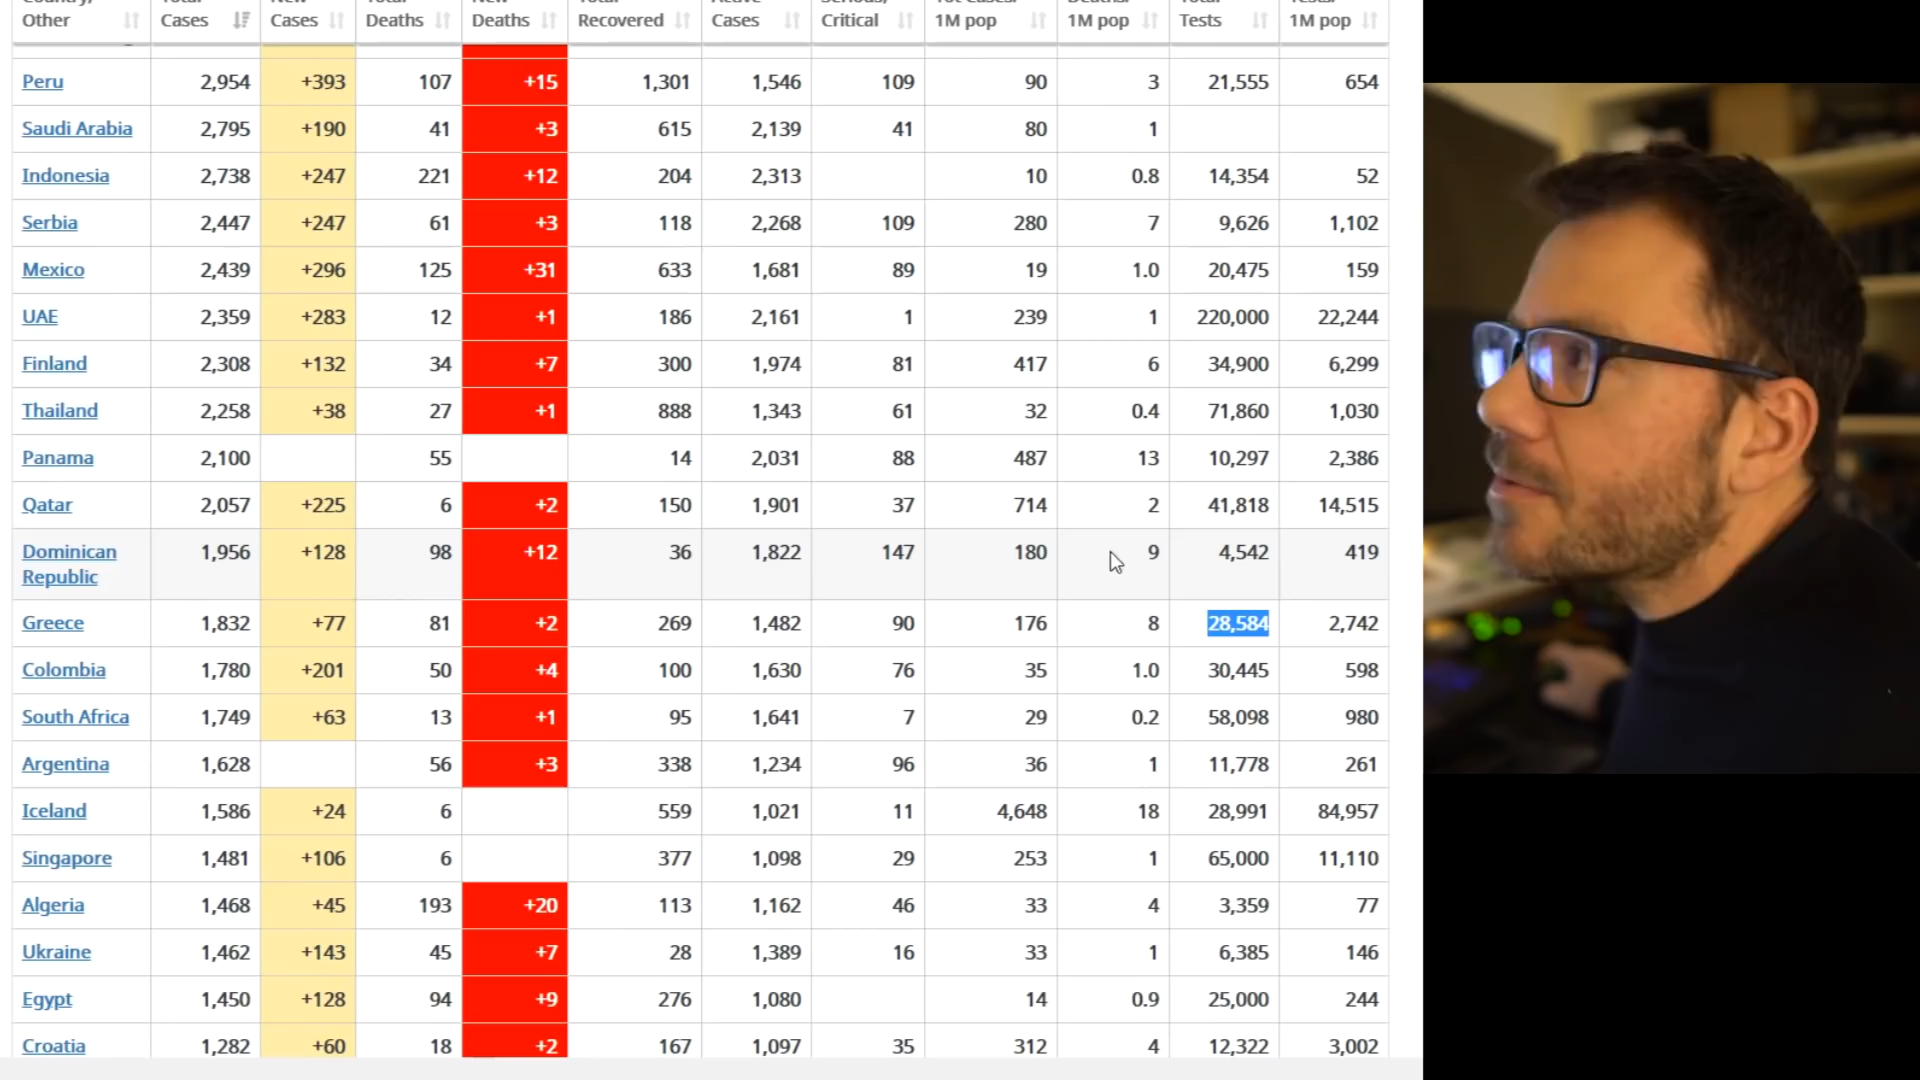 Country, Total New Total New Total Active Serious, Tot Cases/ Deaths/ Total Tests/
Other Cases Cases Deaths Deaths Recovered Cases Critical 1M pop 1M pop Tests 1M pop
Peru 2,954 +393 107 +15 1,301 1,546 109 90 3 21,555 654
Saudi Arabia 2,795 +190 41 +3 615 2,139 41 80 1
Indonesia 2,738 +247 221 +12 204 2,313 10 0.8 14,354 52
Serbia 2,447 +247 61 +3 118 2,268 109 280 7 9,626 1,102
Mexico 2,439 +296 125 +31 633 1,681 89 19 1.0 20,475 159
UAE 2,359 +283 12 +1 186 2,161 1 239 1 220,000 22,244
Finland 2,308 +132 34 +7 300 1,974 81 417 6 34,900 6,299
Thailand 2,258 +38 27 +1 888 1,343 61 32 0.4 71,860 1,030
Panama 2,100 55 14 2,031 88 487 13 10,297 2,386
Qatar 2,057 +225 6 +2 150 1,901 37 714 2 41,818 14,515
Dominican 1,956 +128 98 +12 36 1,822 147 180 9 4,542 419
Republic
Greece 1,832 +77 81 +2 269 1,482 90 176 8 28,584 2,742
Colombia 1,780 +201 50 +4 100 1,630 76 35 1.0 30,445 598
South Africa 1,749 +63 13 +1 95 1,641 7 29 0.2 58,098 980
Argentina 1,628 56 +3 338 1,234 96 36 1 11,778 261
Iceland 1,586 +24 6 559 1,021 11 4,648 18 28,991 84,957
Singapore 1,481 +106 6 377 1,098 29 253 1 65,000 11,110
Algeria 1,468 +45 193 +20 113 1,162 46 33 4 3,359 77
Ukraine 1,462 +143 45 +7 28 1,389 16 33 1 6,385 146
Egypt 1,450 +128 94 +9 276 1,080 14 0.9 25,000 244
Croatia 1,282 +60 18 +2 167 1,097 35 312 4 12,322 3,002